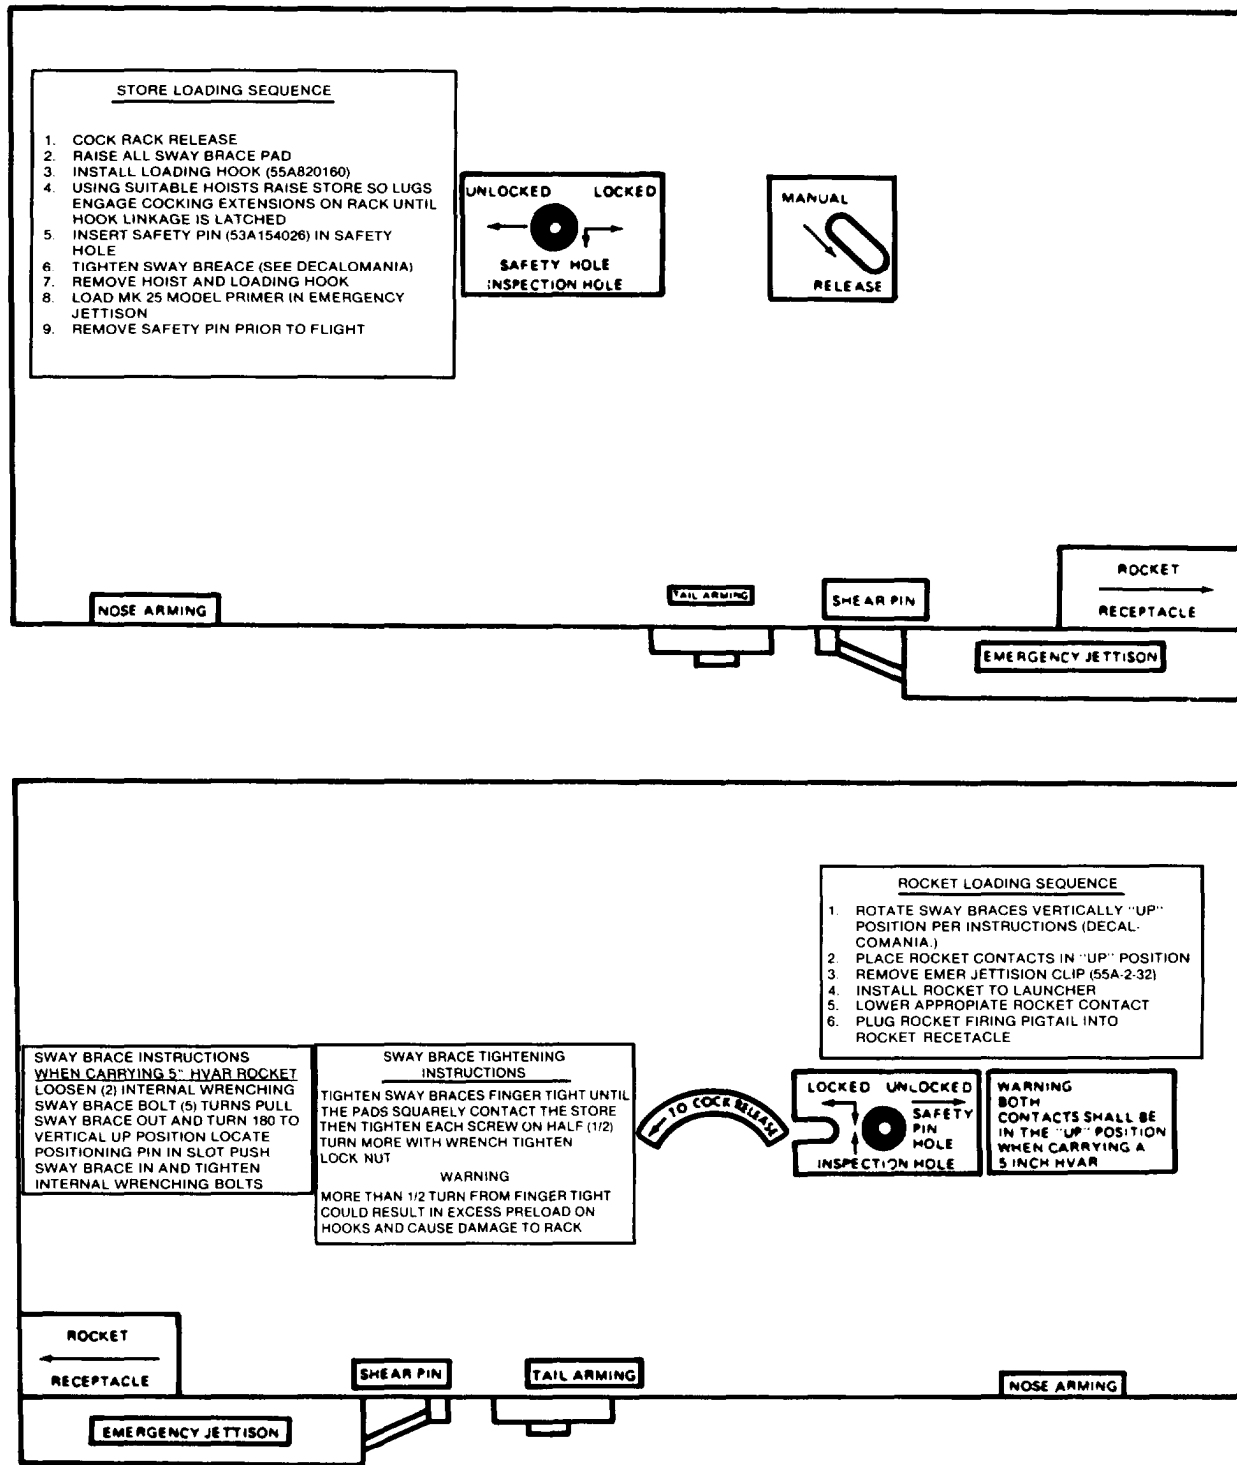 STORE LOADING SEQUENCE
1. COCK RACK RELEASE
2. RAISE ALL SWAY BRACE PAD
3. INSTALL LOADING HOOK (55A820160)
4. USING SUITABLE HOISTS RAISE STORE SO LUGS
ENGAGE COCKING EXTENSIONS ON RACK UNTIL
HOOK LINKAGE IS LATCHED
5. INSERT SAFETY PIN (53A154026) IN SAFETY
HOLE
6. TIGHTEN SWAY BREACE (SEE DECALOMANIA)
7. REMOVE HOIST AND LOADING HOOK
8. LOAD MK 25 MODEL PRIMER IN EMERGENCY
JETTISON
9. REMOVE SAFETY PIN PRIOR TO FLIGHT
UNLOCKED LOCKED
SAFETY HOLE
INSPECTION HOLE
MANUAL
RELEASE
NOSE ARMING
TAIL ARMING
SHEAR PIN
ROCKET
RECEPTACLE
EMERGENCY JETTISON
ROCKET LOADING SEQUENCE
1. ROTATE SWAY BRACES VERTICALLY "UP"
POSITION PER INSTRUCTIONS (DECAL-
COMANIA.)
2. PLACE ROCKET CONTACTS IN "UP" POSITION
3. REMOVE EMER JETTISION CLIP (55A-2-32)
4. INSTALL ROCKET TO LAUNCHER
5. LOWER APPROPIATE ROCKET CONTACT
6. PLUG ROCKET FIRING PIGTAIL INTO
ROCKET RECETACLE
SWAY BRACE INSTRUCTIONS
WHEN CARRYING 5" HVAR ROCKET
LOOSEN (2) INTERNAL WRENCHING
SWAY BRACE BOLT (5) TURNS PULL
SWAY BRACE OUT AND TURN 180 TO
VERTICAL UP POSITION LOCATE
POSITIONING PIN IN SLOT PUSH
SWAY BRACE IN AND TIGHTEN
INTERNAL WRENCHING BOLTS
SWAY BRACE TIGHTENING
INSTRUCTIONS
TIGHTEN SWAY BRACES FINGER TIGHT UNTIL
THE PADS SQUARELY CONTACT THE STORE
THEN TIGHTEN EACH SCREW ON HALF (1/2)
TURN MORE WITH WRENCH TIGHTEN
LOCK NUT
WARNING
MORE THAN 1/2 TURN FROM FINGER TIGHT
COULD RESULT IN EXCESS PRELOAD ON
HOOKS AND CAUSE DAMAGE TO RACK
TO COCK RELEASE
LOCKED UNLOCKED
SAFETY
PIN
HOLE
INSPECTION HOLE
WARNING
BOTH
CONTACTS SHALL BE
IN THE "UP" POSITION
WHEN CARRYING A
5 INCH HVAR
ROCKET
RECEPTACLE
SHEAR PIN
TAIL ARMING
NOSE ARMING
EMERGENCY JETTISON